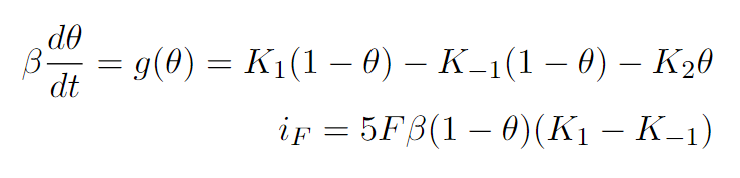 β dθ/dt = g(θ) = K₁(1 − θ) − K₋₁(1 − θ) − K₂θ
i_F = 5Fβ(1 − θ)(K₁ − K₋₁)